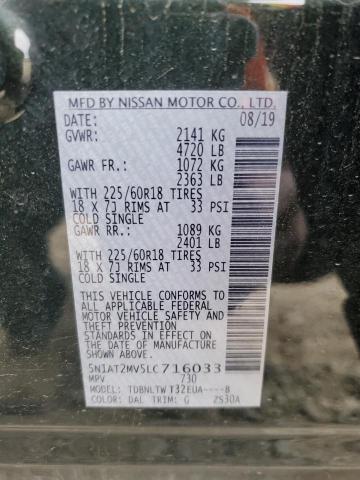 MFD BY NISSAN MOTOR CO., LTD.
DATE: 08/19
GVWR: 2141 KG
4720 LB
GAWR FR.: 1072 KG
2363 LB
WITH 225/60R18 TIRES
18 X 7J RIMS AT 33 PSI
COLD SINGLE
GAWR RR.: 1089 KG
2401 LB
WITH 225/60R18 TIRES
18 X 7J RIMS AT 33 PSI
COLD SINGLE
THIS VEHICLE CONFORMS TO
ALL APPLICABLE FEDERAL
MOTOR VEHICLE SAFETY AND
THEFT PREVENTION
STANDARDS IN EFFECT ON
THE DATE OF MANUFACTURE
SHOWN ABOVE.
5N1AT2MV5LC716033
MPV 730
MODEL: TDBNLTW T32EUA----B
COLOR: DAL TRIM: G ZS30A